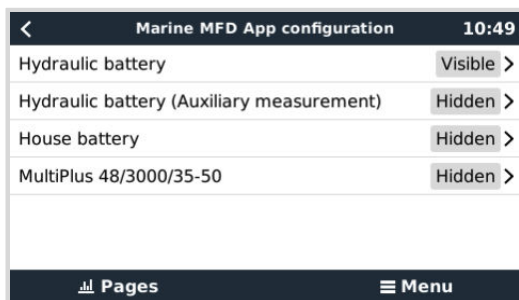 Marine MFD App configuration 10:49
Hydraulic battery Visible
Hydraulic battery (Auxiliary measurement) Hidden
House battery Hidden
MultiPlus 48/3000/35-50 Hidden
Pages Menu